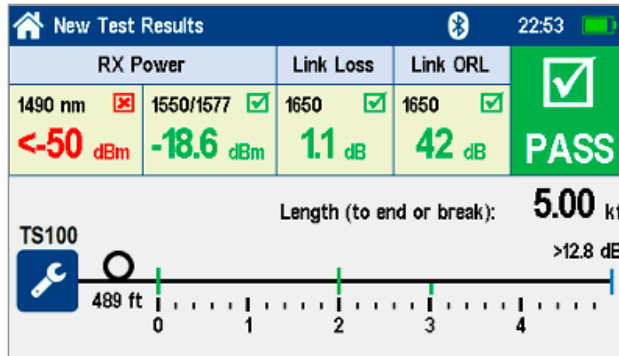 New Test Results 22:53
RX Power Link Loss Link ORL
1490 nm 1550/1577 1650 1650
<-50 dBm -18.6 dBm 1.1 dB 42 dB PASS
Length (to end or break): 5.00 kf
TS100 >12.8 dB
489 ft
0 1 2 3 4